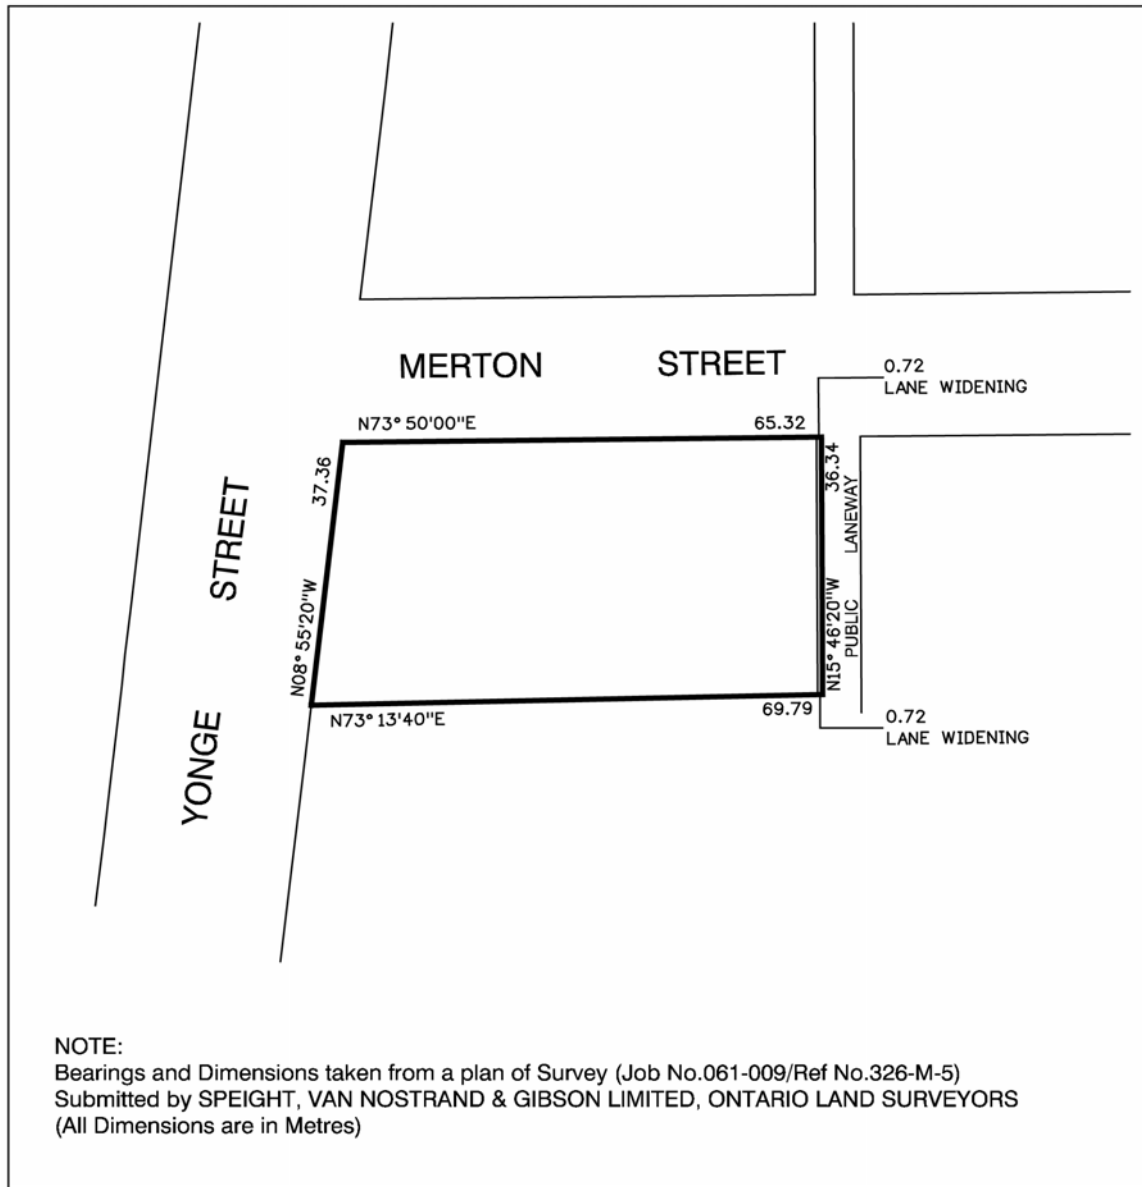 MERTON STREET
0.72
LANE WIDENING
N73° 50'00"E
65.32
37.36
36.34
YONGE STREET
N08° 55'20"W
N15° 46'20"W
PUBLIC LANEWAY
N73° 13'40"E
69.79
0.72
LANE WIDENING
NOTE:
Bearings and Dimensions taken from a plan of Survey (Job No.061-009/Ref No.326-M-5)
Submitted by SPEIGHT, VAN NOSTRAND & GIBSON LIMITED, ONTARIO LAND SURVEYORS
(All Dimensions are in Metres)